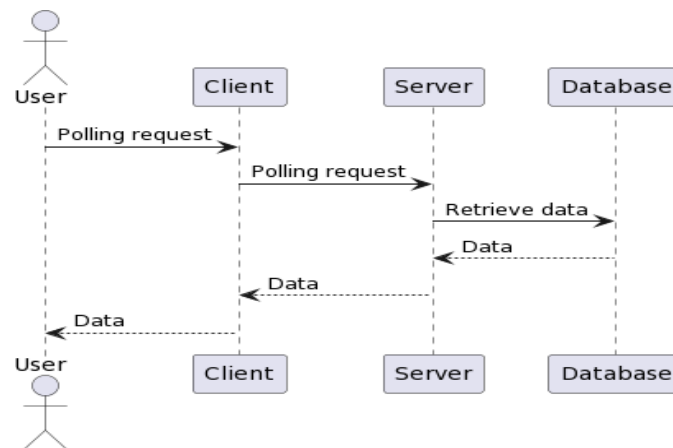 User
Client
Server
Database
Polling request
Polling request
Retrieve data
Data
Data
Data
User
Client
Server
Database